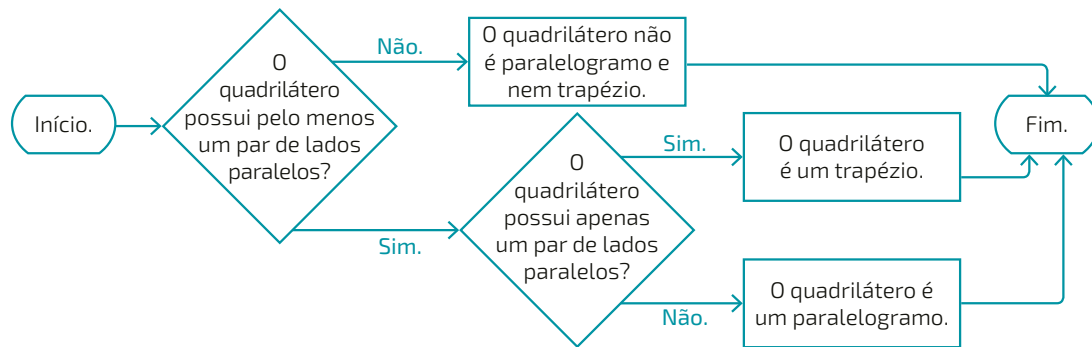 Início.
O
quadrilátero
possui pelo menos
um par de lados
paralelos?
Não.
O quadrilátero não
é paralelogramo e
nem trapézio.
Sim.
O
quadrilátero
possui apenas
um par de lados
paralelos?
Sim.
O quadrilátero
é um trapézio.
Não.
O quadrilátero é
um paralelogramo.
Fim.